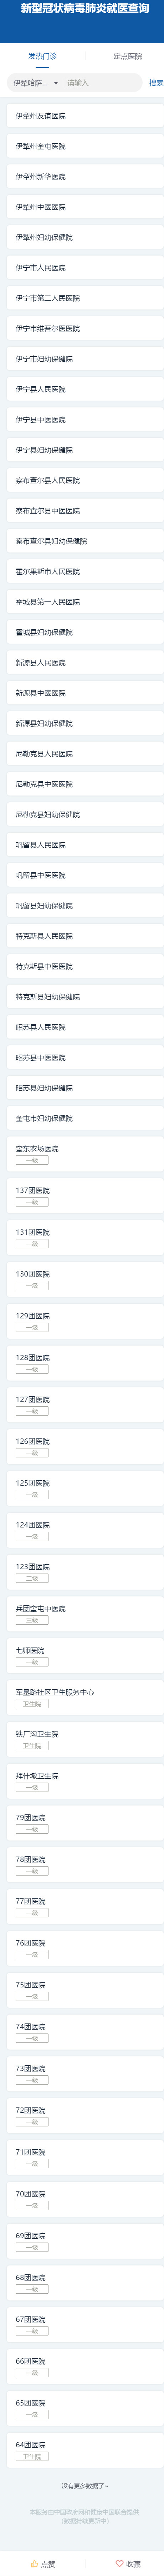 新型冠状病毒肺炎就医查询
发热门诊 定点医院
伊犁哈萨... 请输入 搜索
伊犁州友谊医院
伊犁州奎屯医院
伊犁州新华医院
伊犁州中医医院
伊犁州妇幼保健院
伊宁市人民医院
伊宁市第二人民医院
伊宁市维吾尔医医院
伊宁市妇幼保健院
伊宁县人民医院
伊宁县中医医院
伊宁县妇幼保健院
察布查尔县人民医院
察布查尔县中医医院
察布查尔县妇幼保健院
霍尔果斯市人民医院
霍城县第一人民医院
霍城县妇幼保健院
新源县人民医院
新源县中医医院
新源县妇幼保健院
尼勒克县人民医院
尼勒克县中医医院
尼勒克县妇幼保健院
巩留县人民医院
巩留县中医医院
巩留县妇幼保健院
特克斯县人民医院
特克斯县中医医院
特克斯县妇幼保健院
昭苏县人民医院
昭苏县中医医院
昭苏县妇幼保健院
奎屯市妇幼保健院
奎东农场医院
一级
137团医院
一级
131团医院
一级
130团医院
一级
129团医院
一级
128团医院
一级
127团医院
一级
126团医院
一级
125团医院
一级
124团医院
一级
123团医院
二级
兵团奎屯中医院
三级
七师医院
一级
军垦路社区卫生服务中心
卫生院
铁厂沟卫生院
卫生院
拜什墩卫生院
一级
79团医院
一级
78团医院
一级
77团医院
一级
76团医院
一级
75团医院
一级
74团医院
一级
73团医院
一级
72团医院
一级
71团医院
一级
70团医院
一级
69团医院
一级
68团医院
一级
67团医院
一级
66团医院
一级
65团医院
一级
64团医院
卫生院
没有更多数据了~
本服务由中国政府网和健康中国联合提供
（数据持续更新中）
点赞 收藏